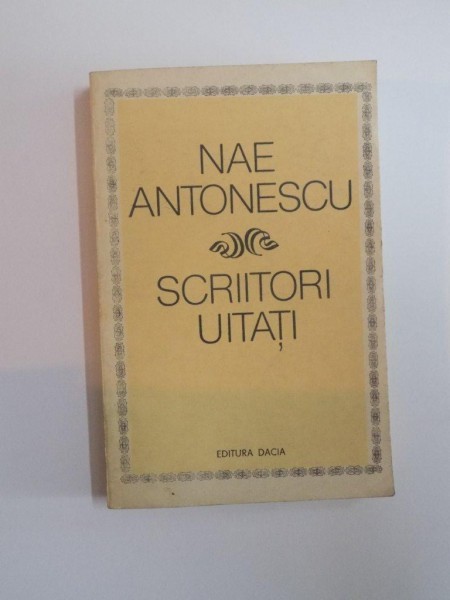 NAE
ANTONESCU
SCRIITORI
UITAȚI
EDITURA DACIA